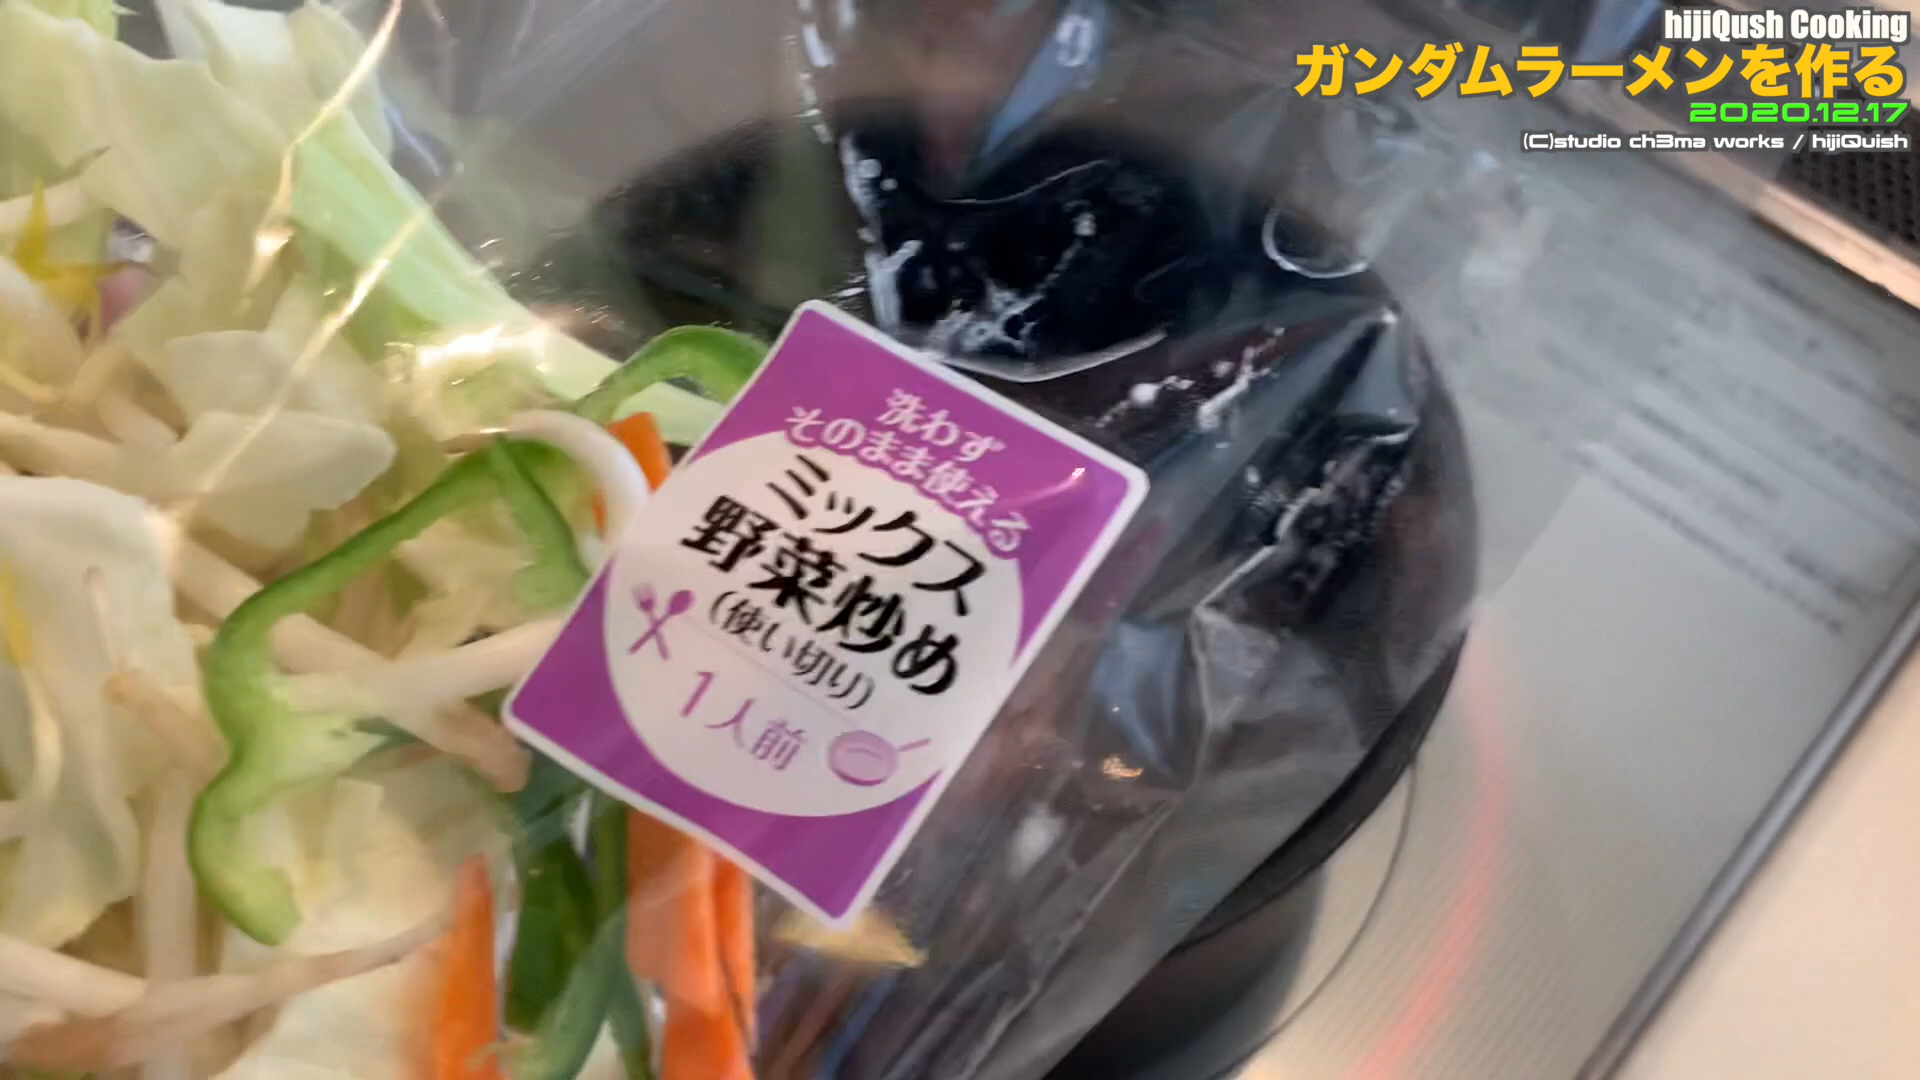 hijiQush Cooking
ガンダムラーメンを作る
2020.12.17
(C)studio ch3ma works / hijiQuish
洗わず
そのまま使える
ミックス
野菜炒め
(使い切り)
1人前